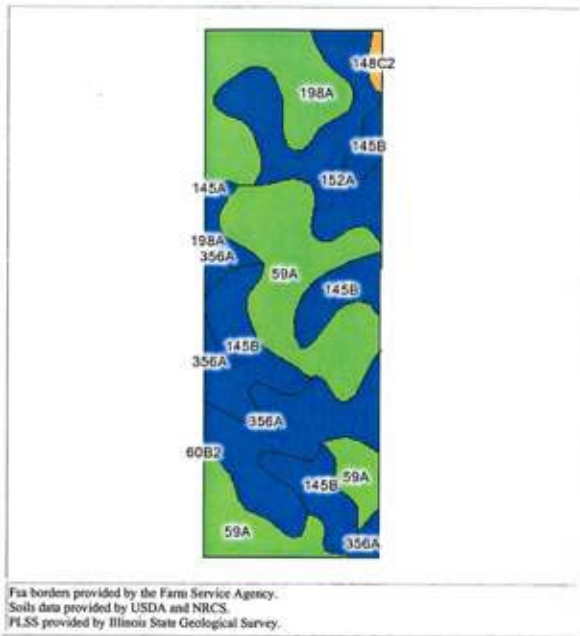 148C2
198A
145B
152A
145A
198A
356A
59A
145B
145B
356A
356A
60B2
59A
145B
59A
356A
Fsa borders provided by the Farm Service Agency.
Soils data provided by USDA and NRCS.
PLSS provided by Illinois State Geological Survey.